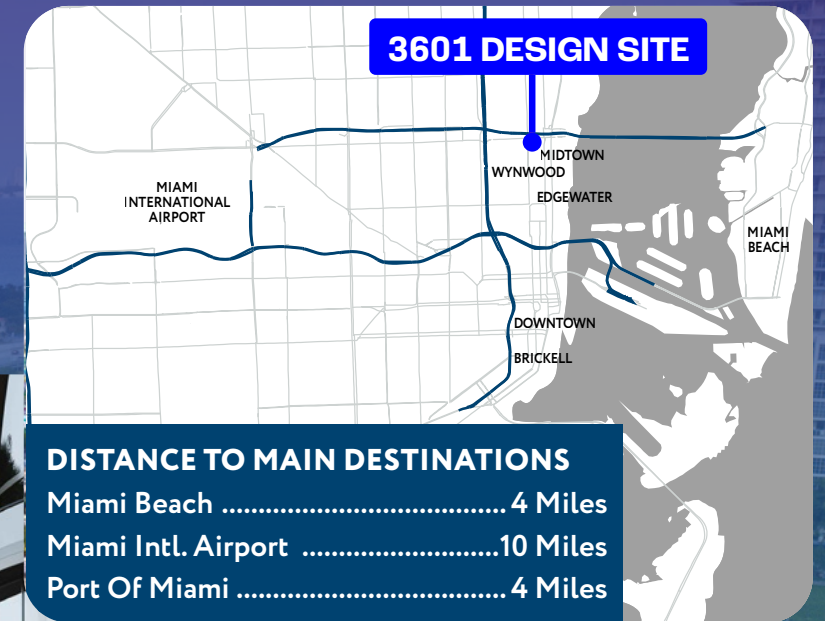 3601 DESIGN SITE
MIDTOWN
WYNWOOD
EDGEWATER
MIAMI
INTERNATIONAL
AIRPORT
MIAMI
BEACH
DOWNTOWN
BRICKELL
DISTANCE TO MAIN DESTINATIONS
Miami Beach ................................... 4 Miles
Miami Intl. Airport ........................10 Miles
Port Of Miami ................................. 4 Miles